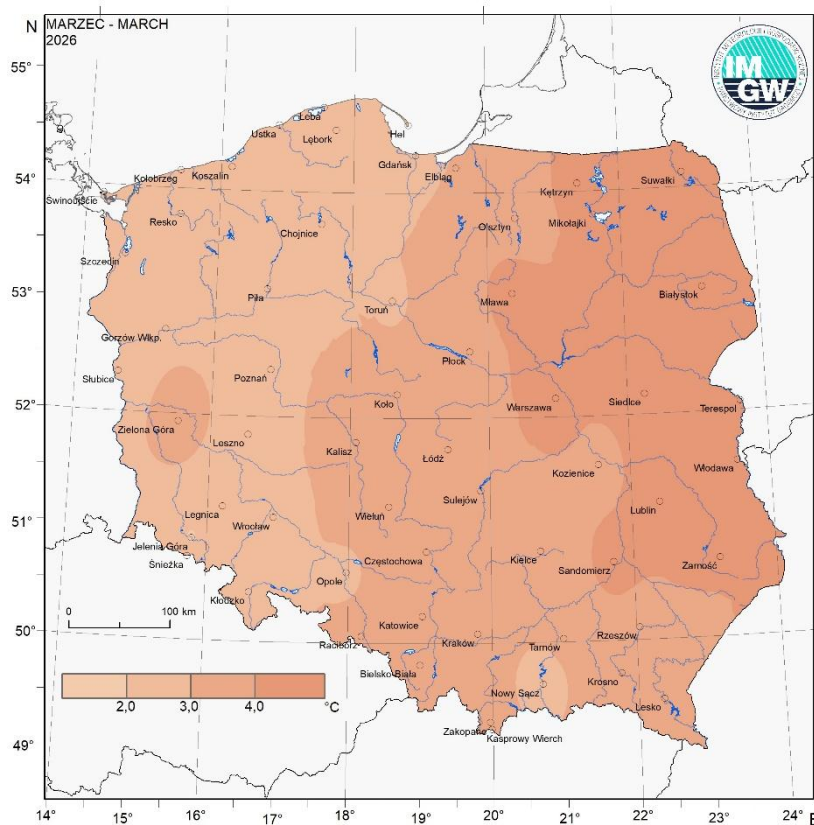 MARZEC - MARCH
2026
N
IM
GW
55°
54°
53°
52°
51°
50°
49°
Łeba
Ustka
Lębork
Hel
Gdańsk
Koszalin
Kołobrzeg
Elbląg
Suwałki
Kętrzyn
Świnoujście
Resko
Chojnice
Olsztyn
Mikołajki
Szczecin
Piła
Toruń
Mława
Białystok
Gorzów Wlkp.
Płock
Słubice
Poznań
Koło
Warszawa
Siedlce
Terespol
Zielona Góra
Leszno
Kalisz
Łódź
Kozienice
Włodawa
Legnica
Wrocław
Wieluń
Sulejów
Lublin
Jelenia Góra
Śnieżka
Częstochowa
Kielce
Sandomierz
Zamość
Kłodzko
Opole
0 100 km
Katowice
Kraków
Tarnów
Rzeszów
Racibórz
Bielsko-Biała
Nowy Sącz
Krosno
Lesko
Zakopane
Kasprowy Wierch
2,0 3,0 4,0 °C
14° 15° 16° 17° 18° 19° 20° 21° 22° 23° E